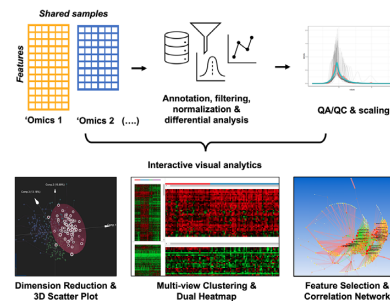 Shared samples
Features
'Omics 1
'Omics 2
(....)
Annotation, filtering,
normalization &
differential analysis
QA/QC & scaling
Interactive visual analytics
Dimension Reduction &
3D Scatter Plot
Multi-view Clustering &
Dual Heatmap
Feature Selection &
Correlation Network